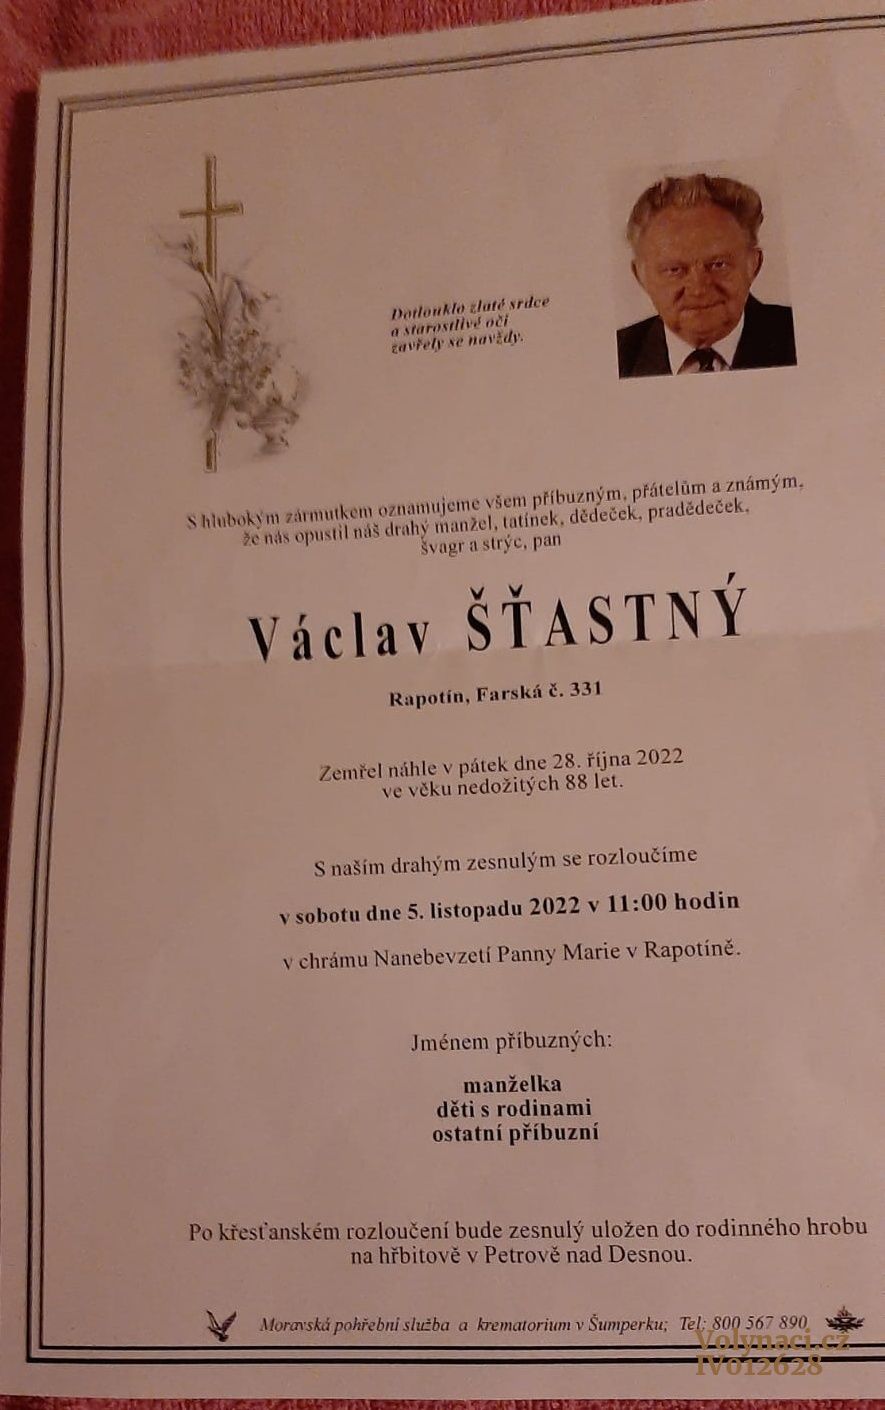 Dotlouklo zlaté srdce
a starostlivé oči
zavřely se navždy.
S hlubokým zármutkem oznamujeme všem příbuzným, přátelům a známým,
že nás opustil náš drahý manžel, tatínek, dědeček, pradědeček,
švagr a strýc, pan
Václav ŠŤASTNÝ
Rapotín, Farská č. 331
Zemřel náhle v pátek dne 28. října 2022
ve věku nedožitých 88 let.
S naším drahým zesnulým se rozloučíme
v sobotu dne 5. listopadu 2022 v 11:00 hodin
v chrámu Nanebevzetí Panny Marie v Rapotíně.
Jménem příbuzných:
manželka
děti s rodinami
ostatní příbuzní
Po křesťanském rozloučení bude zesnulý uložen do rodinného hrobu
na hřbitově v Petrově nad Desnou.
Moravská pohřební služba a krematorium v Šumperku; Tel: 800 567 890
Volynaci.cz
IV012628